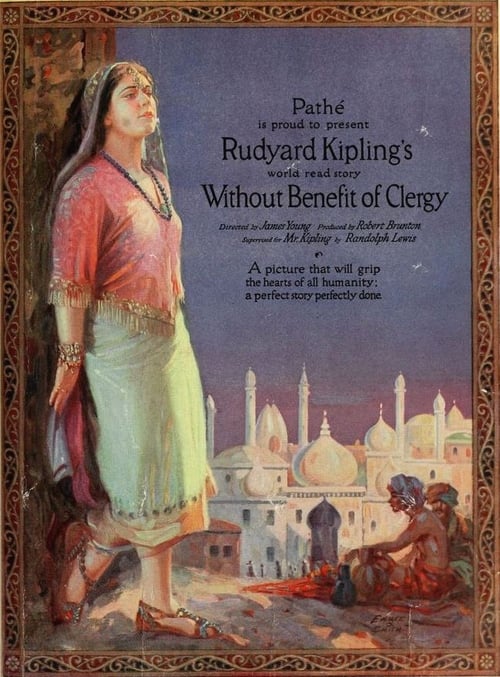 Pathé
is proud to present
Rudyard Kipling's
world read story
Without Benefit of Clergy
Directed by James Young Produced by Robert Brunton
Supervised for Mr. Kipling by Randolph Lewis
A picture that will grip
the hearts of all humanity;
a perfect story perfectly done.
SMITH